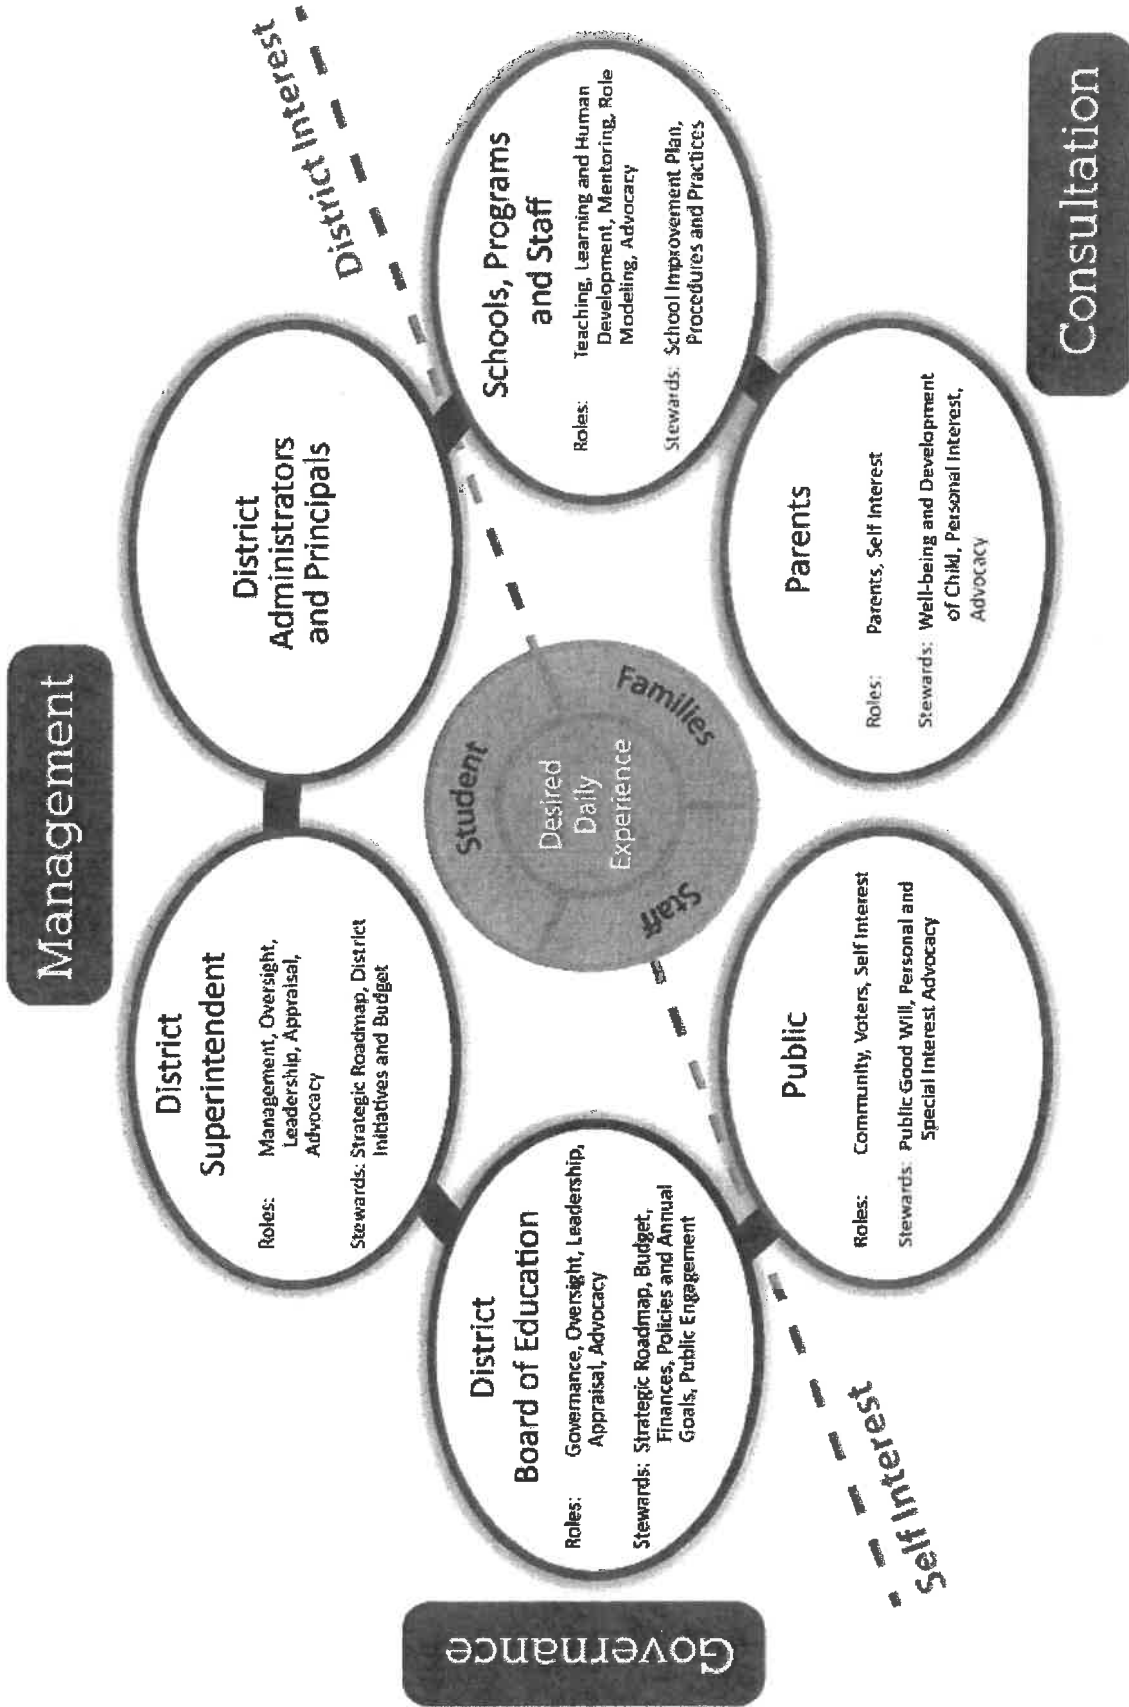 Management
District
Superintendent
Roles: Management, Oversight,
Leadership, Appraisal,
Advocacy
Stewards: Strategic Roadmap, District
Initiatives and Budget
District
Administrators
and Principals
District Interest
Governance
District
Board of Education
Roles: Governance, Oversight, Leadership,
Appraisal, Advocacy
Stewards: Strategic Roadmap, Budget,
Finances, Policies and Annual
Goals, Public Engagement
Student
Families
Staff
Desired
Daily
Experience
Schools, Programs
and Staff
Roles: Teaching, Learning and Human
Development, Mentoring, Role
Modeling, Advocacy
Stewards: School Improvement Plan,
Procedures and Practices
Self Interest
Public
Roles: Community, Voters, Self Interest
Stewards: Public Good Will, Personal and
Special Interest Advocacy
Parents
Roles: Parents, Self Interest
Stewards: Well-being and Development
of Child, Personal Interest,
Advocacy
Consultation